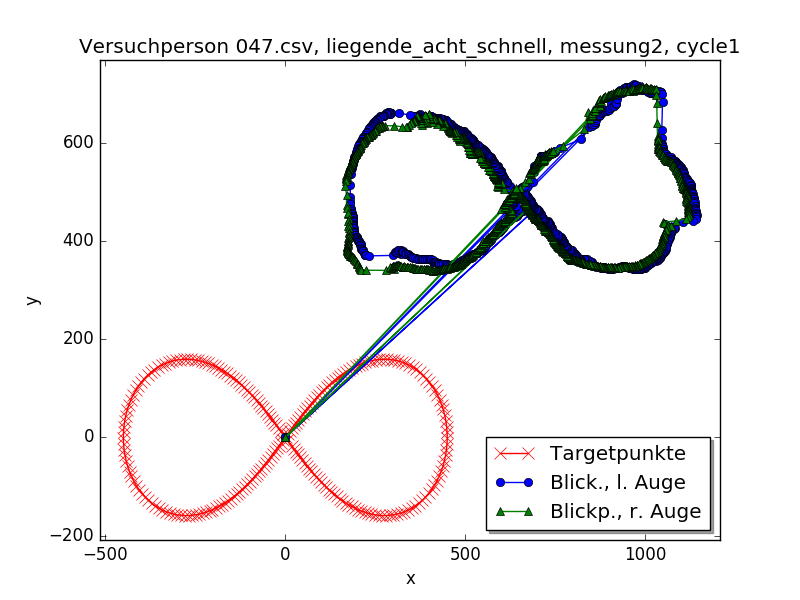 Versuchperson 047.csv, liegende_acht_schnell, messung2, cycle1
600
400
200
0
−200
y
−500
0
500
1000
x
Targetpunkte
Blick., l. Auge
Blickp., r. Auge